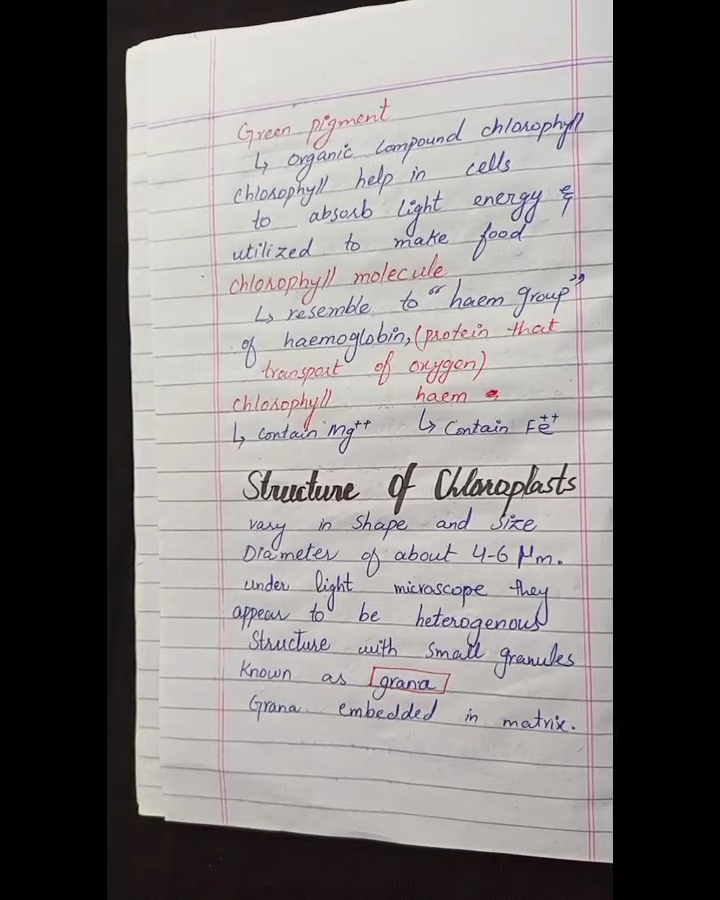 Green pigment
↳ organic compound chlorophyll
chlorophyll help in cells
to absorb light energy &
utilized to make food
chlorophyll molecule
↳ resemble to "haem group"
of haemoglobin, (protein that
transport of oxygen)
chlorophyll haem
↳ contain Mg++ ↳ Contain Fe++
Structure of Chloroplasts
vary in shape and size
Diameter of about 4-6 μm.
under light microscope they
appear to be heterogenous
Structure with small granules
Known as grana
Grana embedded in matrix.